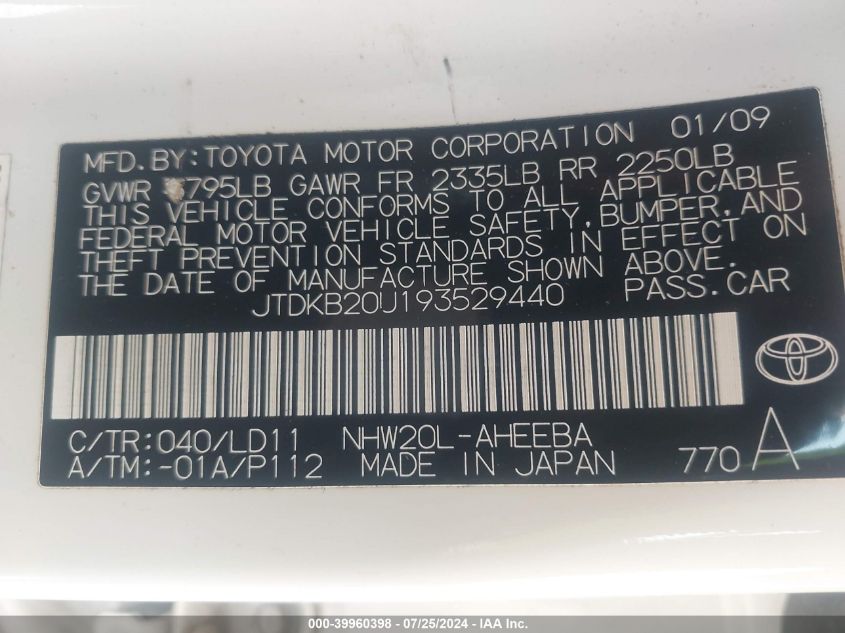 MFD.BY:TOYOTA MOTOR CORPORATION 01/09
GVWR 795LB GAWR FR 2335LB RR 2250LB
THIS VEHICLE CONFORMS TO ALL APPLICABLE
FEDERAL MOTOR VEHICLE SAFETY,BUMPER,AND
THEFT PREVENTION STANDARDS IN EFFECT ON
THE DATE OF MANUFACTURE SHOWN ABOVE.
JTDKB20U193529440 PASS.CAR
C/TR:040/LD11 NHW20L-AHEEBA
A/TM:-01A/P112 MADE IN JAPAN 770 A
000-39960398 - 07/25/2024 - IAA Inc.